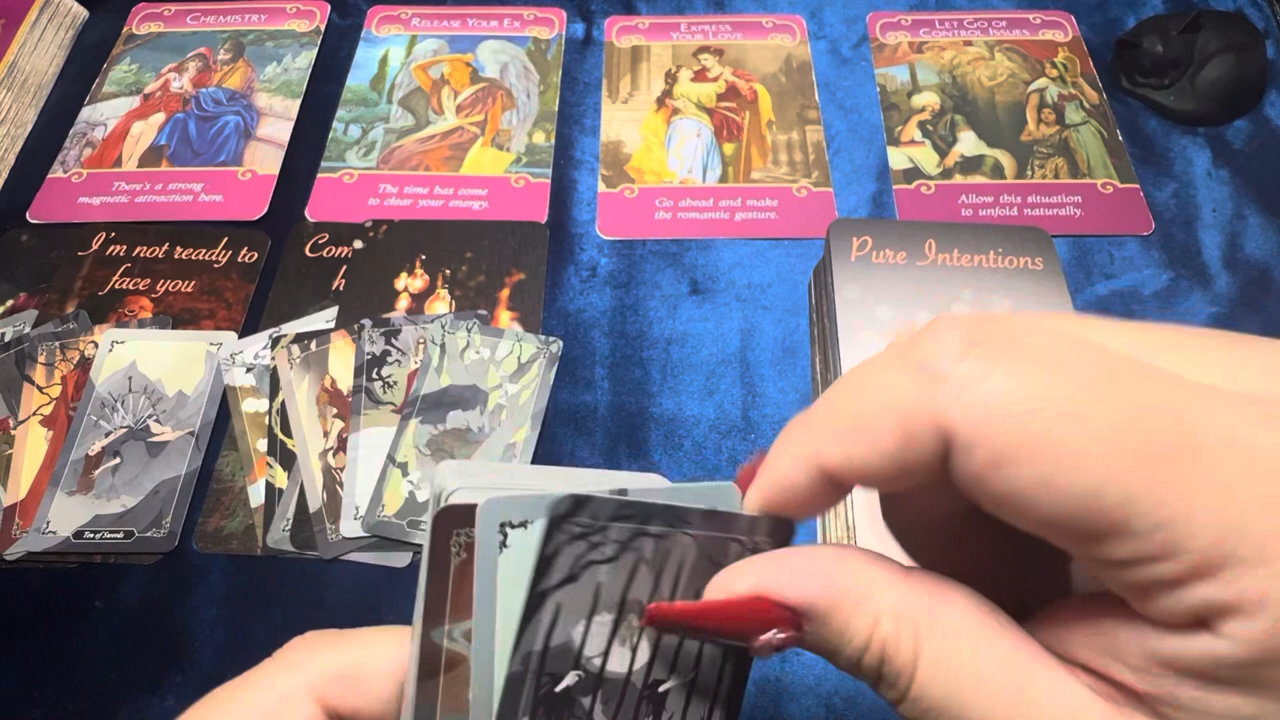 CHEMISTRY
There's a strong
magnetic attraction here.
RELEASE YOUR EX
The time has come
to clear your energy.
EXPRESS
YOUR LOVE
Go ahead and make
the romantic gesture.
LET GO OF
CONTROL ISSUES
Allow this situation
to unfold naturally.
I'm not ready to
face you
Com
h
Pure Intentions
Ten of Swords